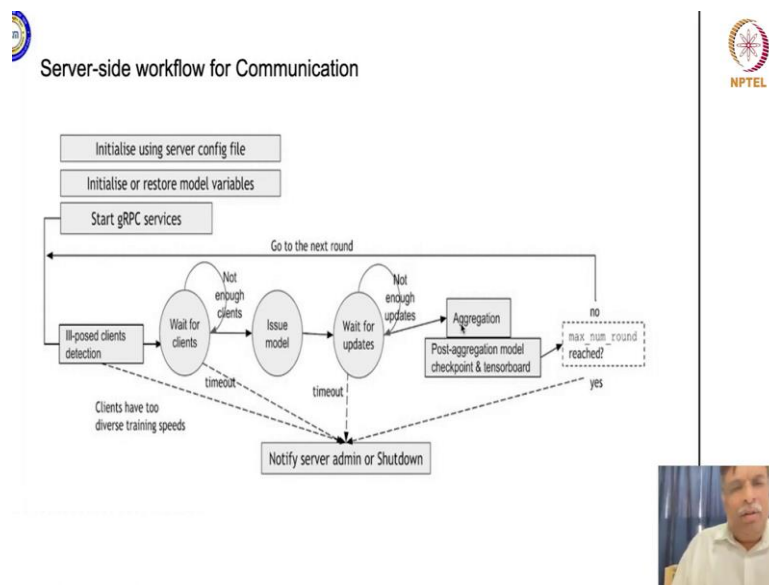 Server-side workflow for Communication
NPTEL
Initialise using server config file
Initialise or restore model variables
Start gRPC services
Go to the next round
Not
enough
clients
Not
enough
updates
no
Ill-posed clients
detection
Wait for
clients
Issue
model
Wait for
updates
Aggregation
Post-aggregation model
checkpoint & tensorboard
max_num_round
reached?
timeout
timeout
yes
Clients have too
diverse training speeds
Notify server admin or Shutdown